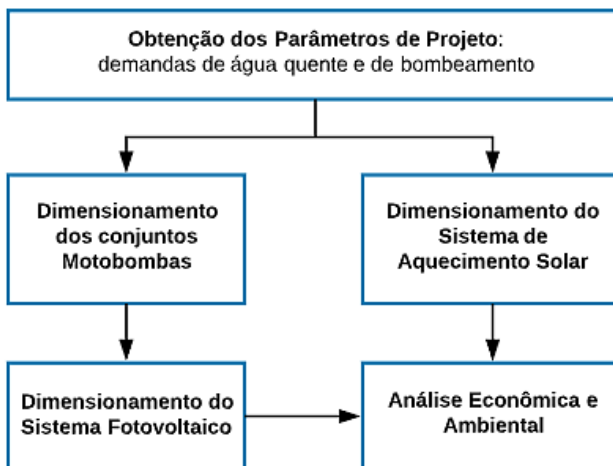 Obtenção dos Parâmetros de Projeto:
demandas de água quente e de bombeamento
Dimensionamento
dos conjuntos
Motobombas
Dimensionamento do
Sistema de
Aquecimento Solar
Dimensionamento do
Sistema Fotovoltaico
Análise Econômica e
Ambiental